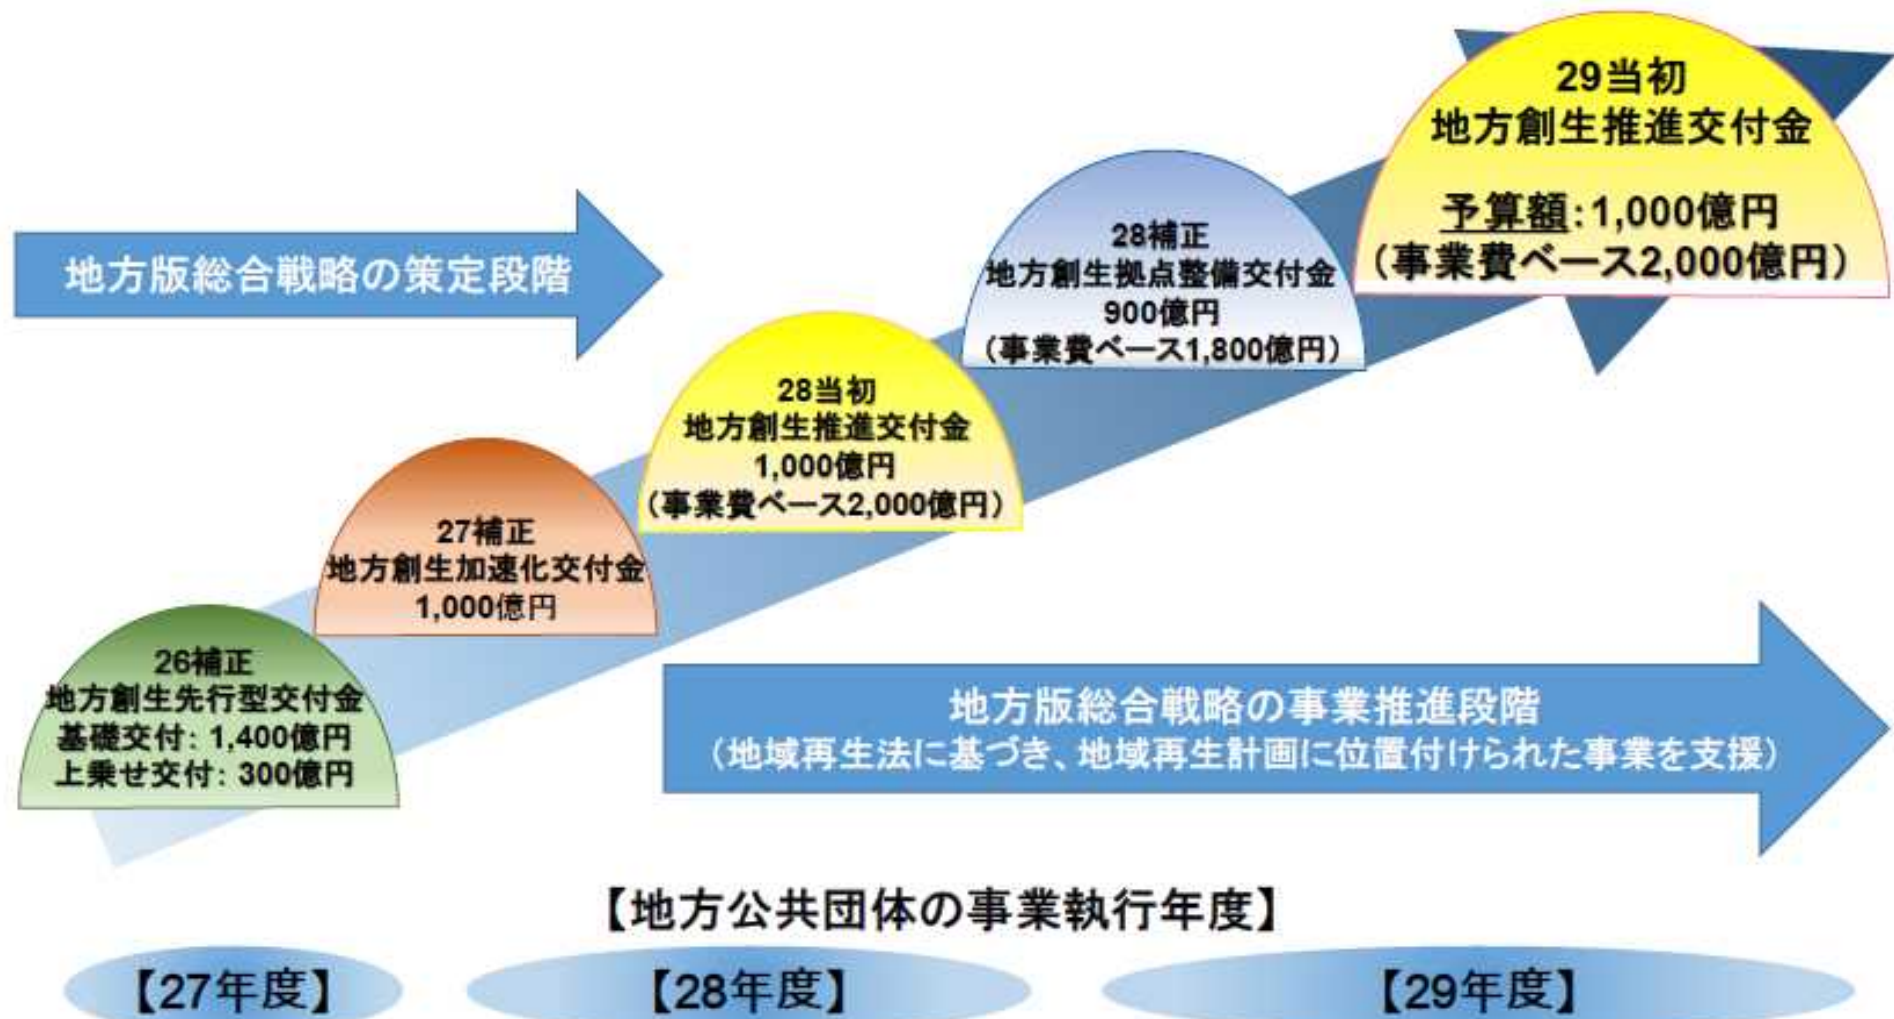 29当初
地方創生推進交付金
予算額:1,000億円
(事業費ベース2,000億円)
28補正
地方創生拠点整備交付金
900億円
(事業費ベース1,800億円)
地方版総合戦略の策定段階
28当初
地方創生推進交付金
1,000億円
(事業費ベース2,000億円)
27補正
地方創生加速化交付金
1,000億円
26補正
地方創生先行型交付金
基礎交付:1,400億円
上乗せ交付:300億円
地方版総合戦略の事業推進段階
(地域再生法に基づき、地域再生計画に位置付けられた事業を支援)
【地方公共団体の事業執行年度】
【27年度】
【28年度】
【29年度】